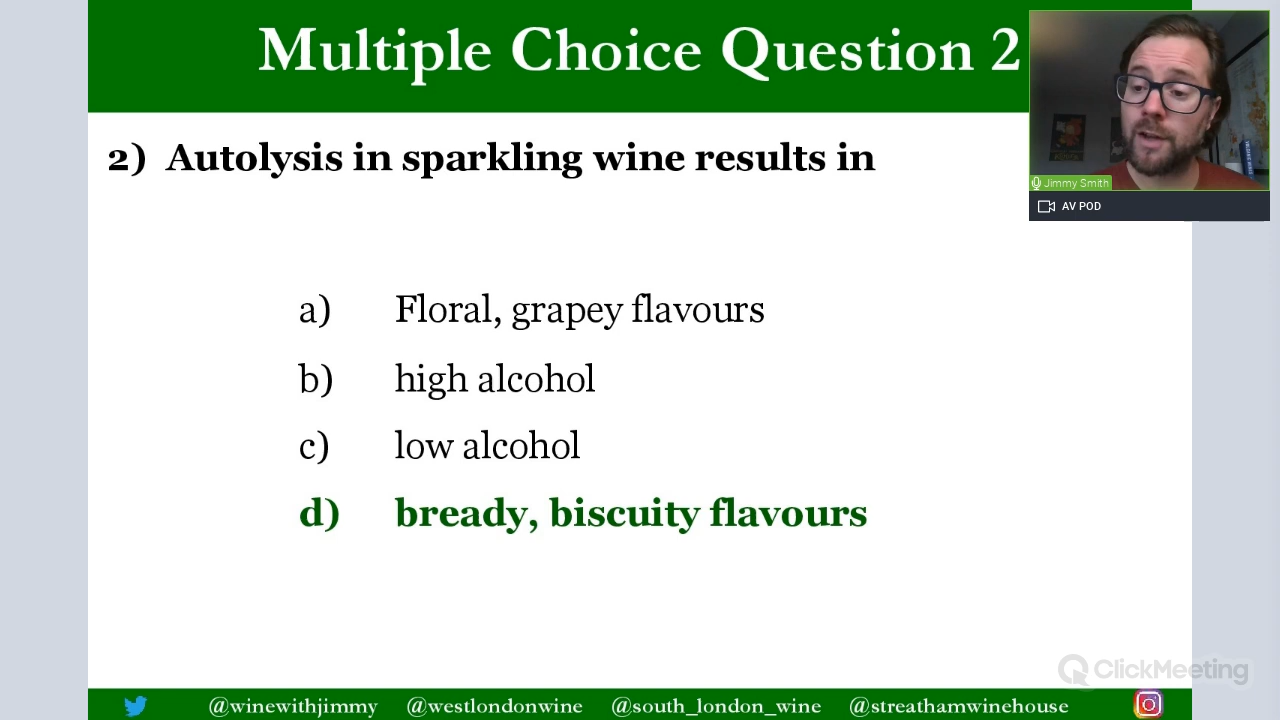 Multiple Choice Question 2
Jimmy Smith
AV POD
2) Autolysis in sparkling wine results in
a) Floral, grapey flavours
b) high alcohol
c) low alcohol
d) bready, biscuity flavours
ClickMeeting
@winewithjimmy @westlondonwine @south_london_wine @streathamwinehouse